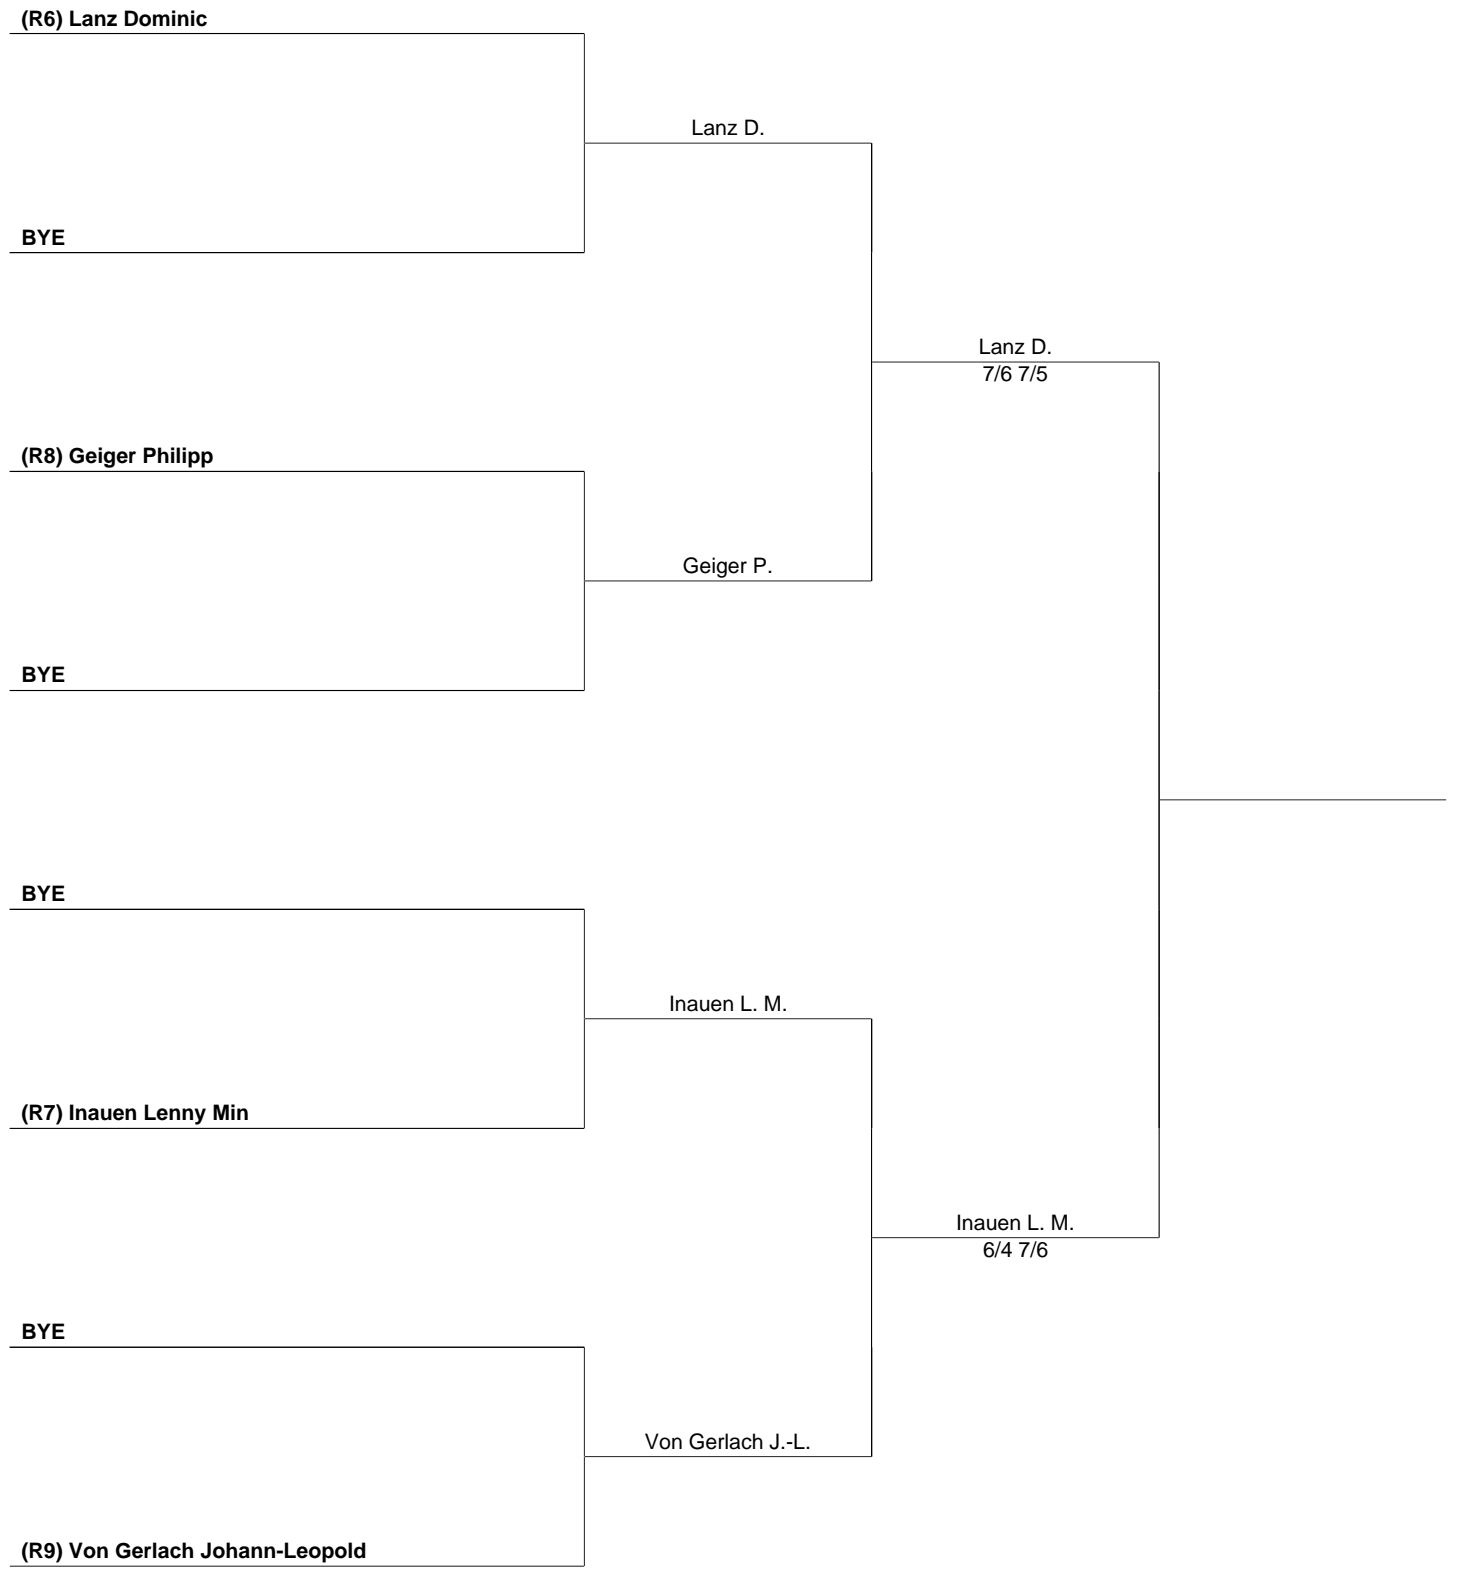 (R6) Lanz Dominic
Lanz D.
BYE
Lanz D.
7/6 7/5
(R8) Geiger Philipp
Geiger P.
BYE
BYE
Inauen L. M.
(R7) Inauen Lenny Min
Inauen L. M.
6/4 7/6
BYE
Von Gerlach J.-L.
(R9) Von Gerlach Johann-Leopold